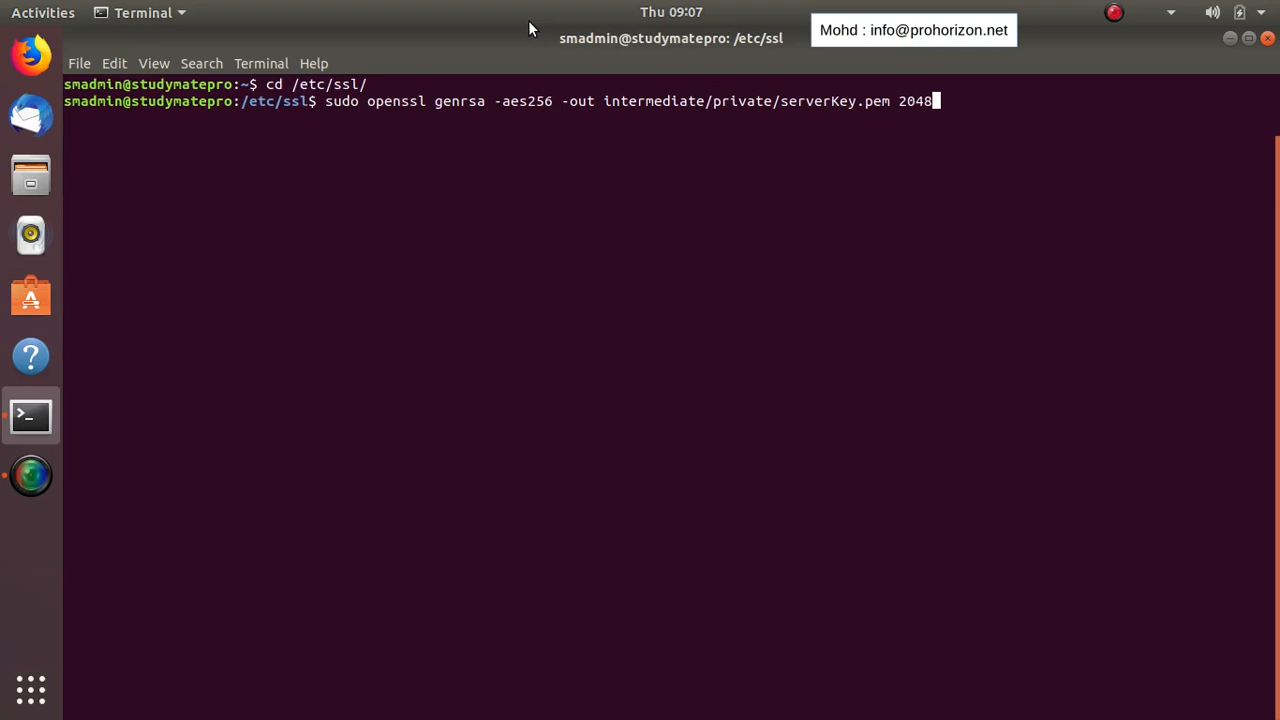 Activities Terminal Thu 09:07
Mohd : info@prohorizon.net
smadmin@studymatepro: /etc/ssl
File Edit View Search Terminal Help
smadmin@studymatepro:~$ cd /etc/ssl/
smadmin@studymatepro:/etc/ssl$ sudo openssl genrsa -aes256 -out intermediate/private/serverKey.pem 2048